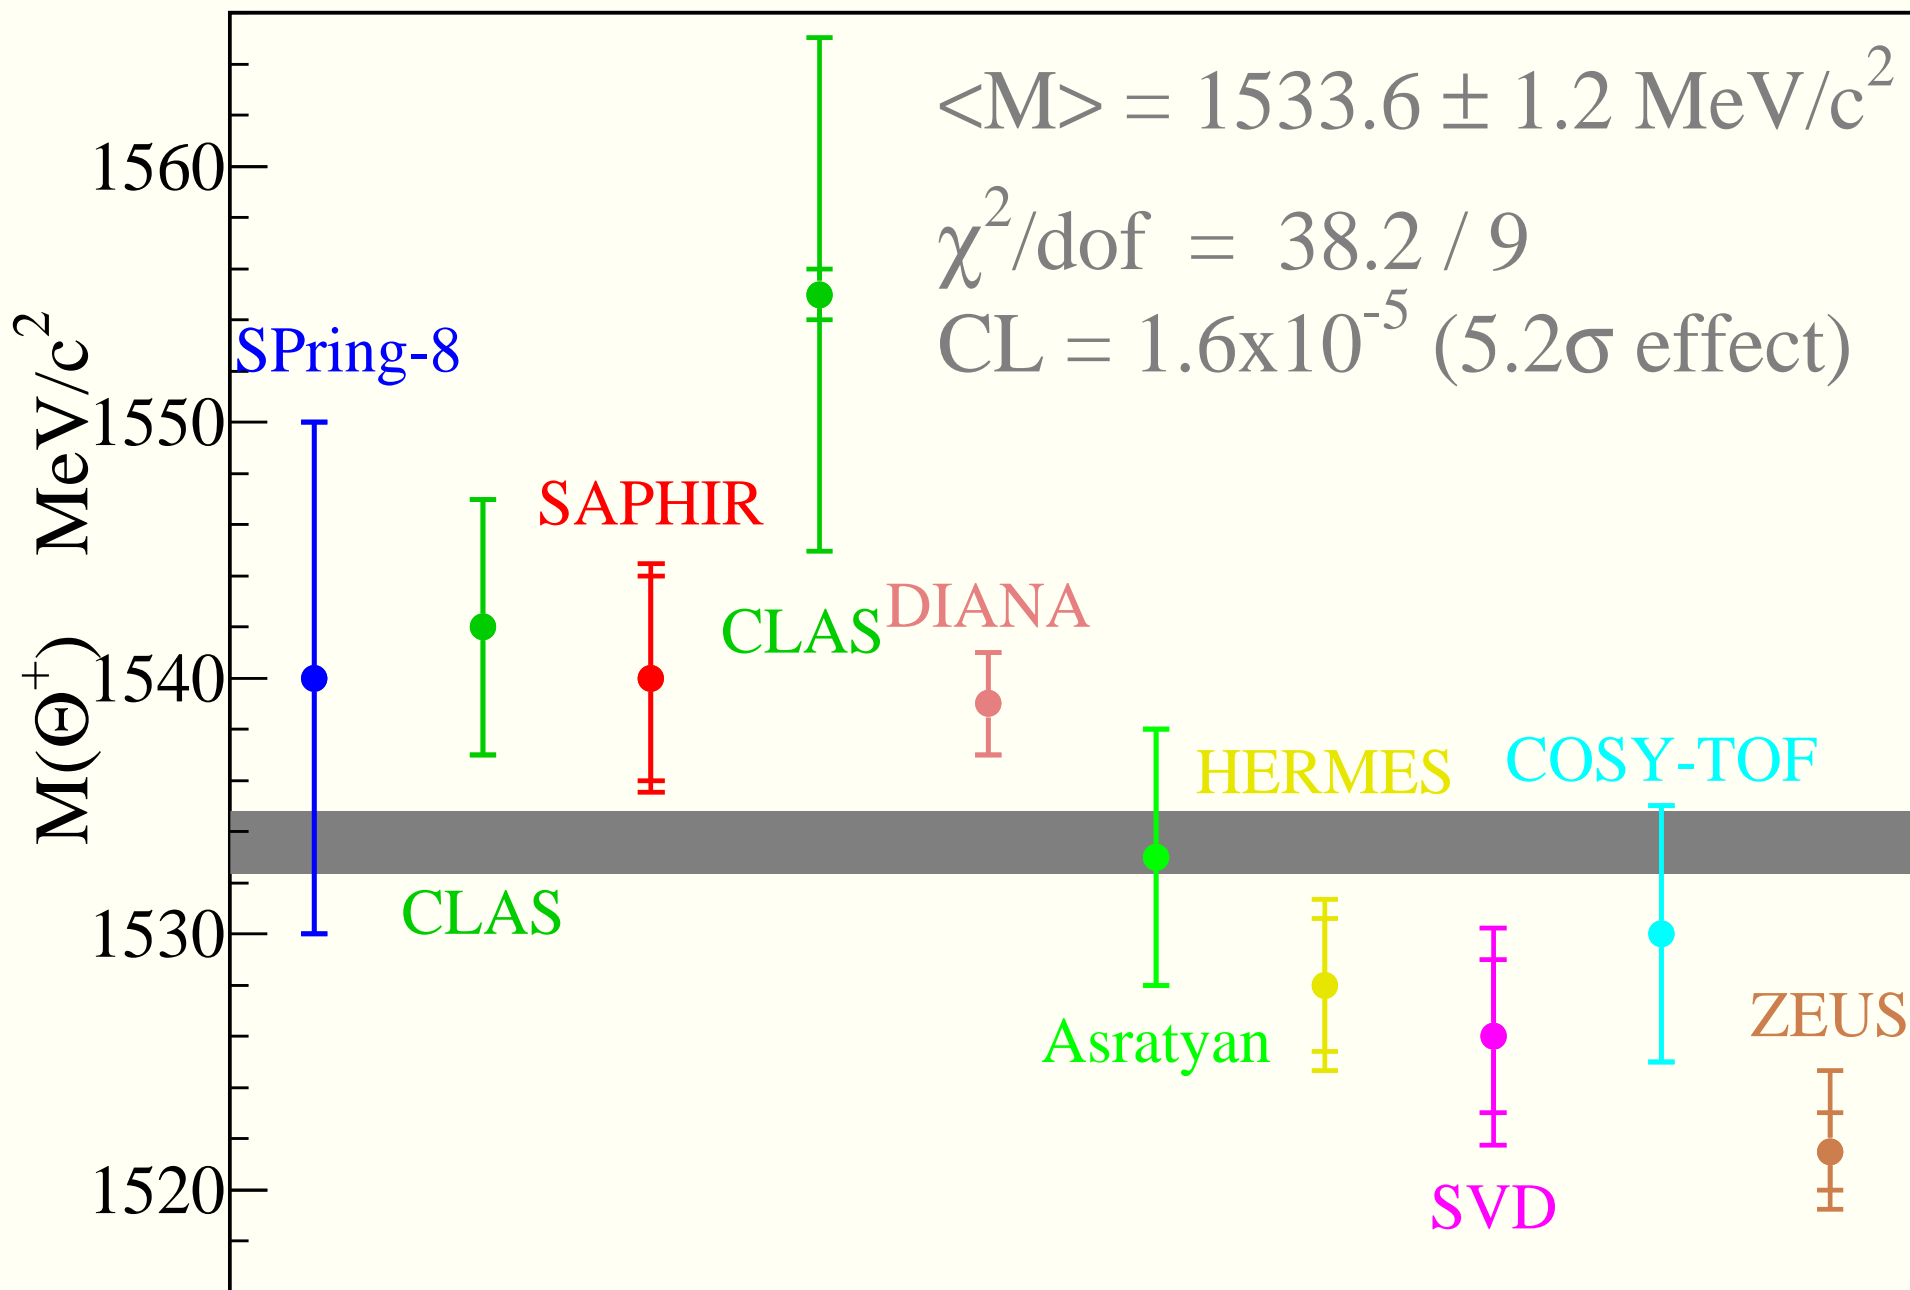 <M> = 1533.6 ± 1.2 MeV/c²
χ²/dof = 38.2 / 9
CL = 1.6x10⁻⁵ (5.2σ effect)
M(Θ⁺) MeV/c²
1560
1550
1540
1530
1520
SPring-8
CLAS
SAPHIR
CLAS
DIANA
Asratyan
HERMES
SVD
COSY-TOF
ZEUS